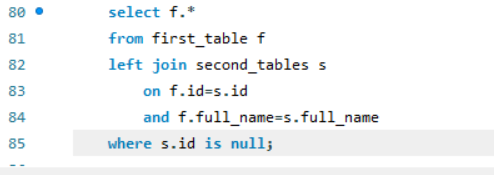 80 select f.*
81 from first_table f
82 left join second_tables s
83 on f.id=s.id
84 and f.full_name=s.full_name
85 where s.id is null;